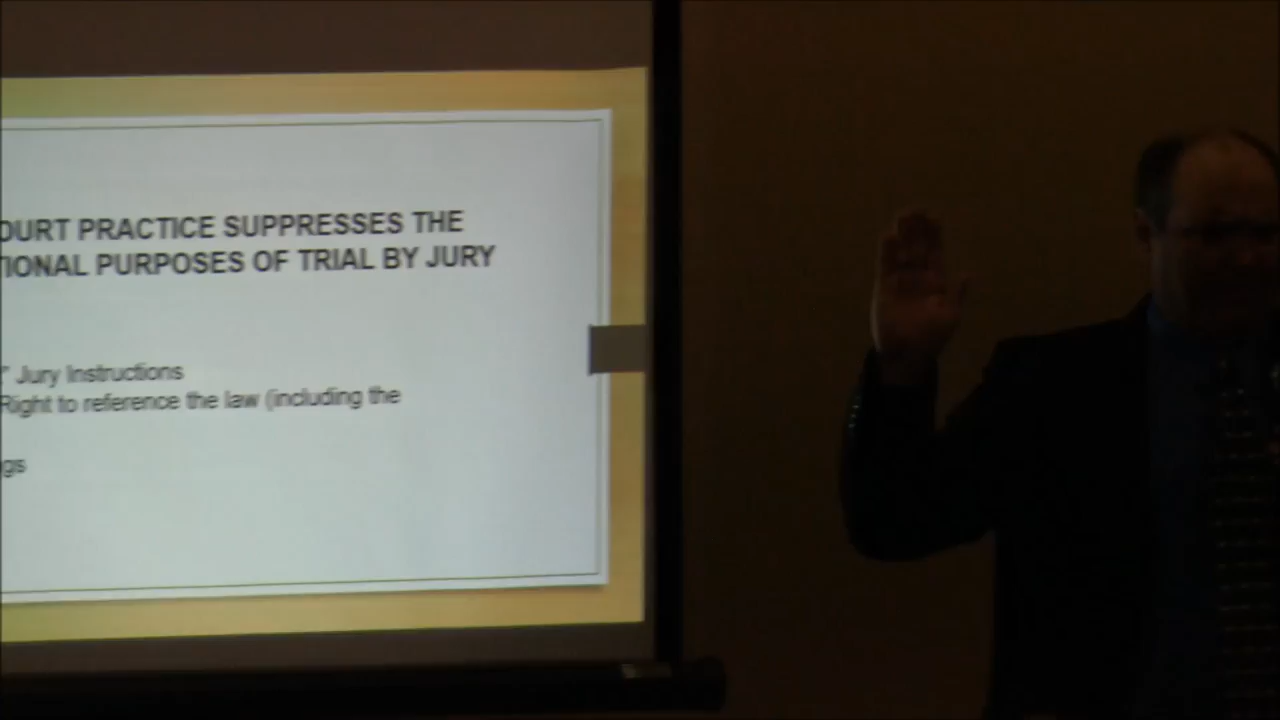 OURT PRACTICE SUPPRESSES THE
TIONAL PURPOSES OF TRIAL BY JURY
" Jury Instructions
Right to reference the law (including the
gs